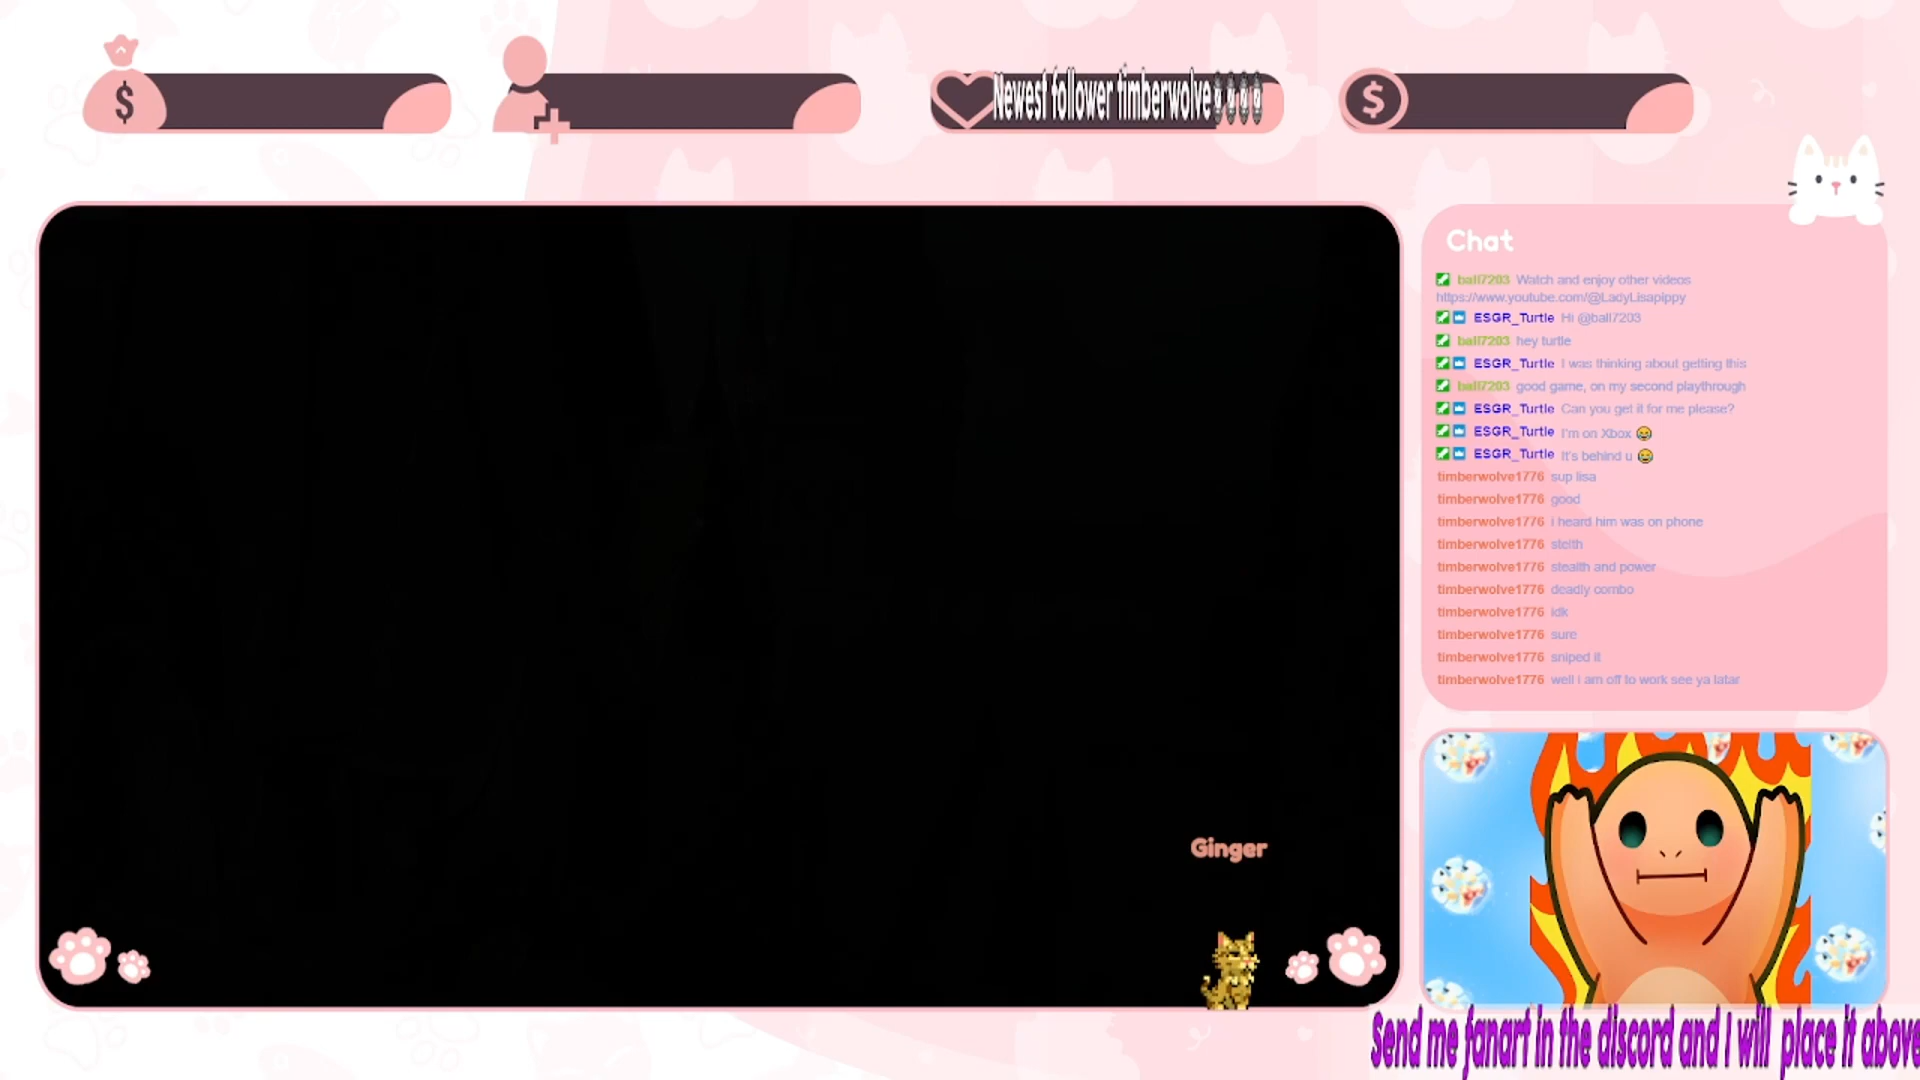 $
Newest follower timberwolve
$
Chat
ball7203 Watch and enjoy other videos
https://www.youtube.com/@LadyLisapippy
ESGR_Turtle Hi @ball7203
ball7203 hey turtle
ESGR_Turtle I was thinking about getting this
ball7203 good game, on my second playthrough
ESGR_Turtle Can you get it for me please?
ESGR_Turtle I'm on Xbox 😂
ESGR_Turtle It's behind u 😂
timberwolve1776 sup lisa
timberwolve1776 good
timberwolve1776 i heard him was on phone
timberwolve1776 stelth
timberwolve1776 stealth and power
timberwolve1776 deadly combo
timberwolve1776 idk
timberwolve1776 sure
timberwolve1776 sniped it
timberwolve1776 well i am off to work see ya latar
Ginger
Send me fanart in the discord and I will place it above